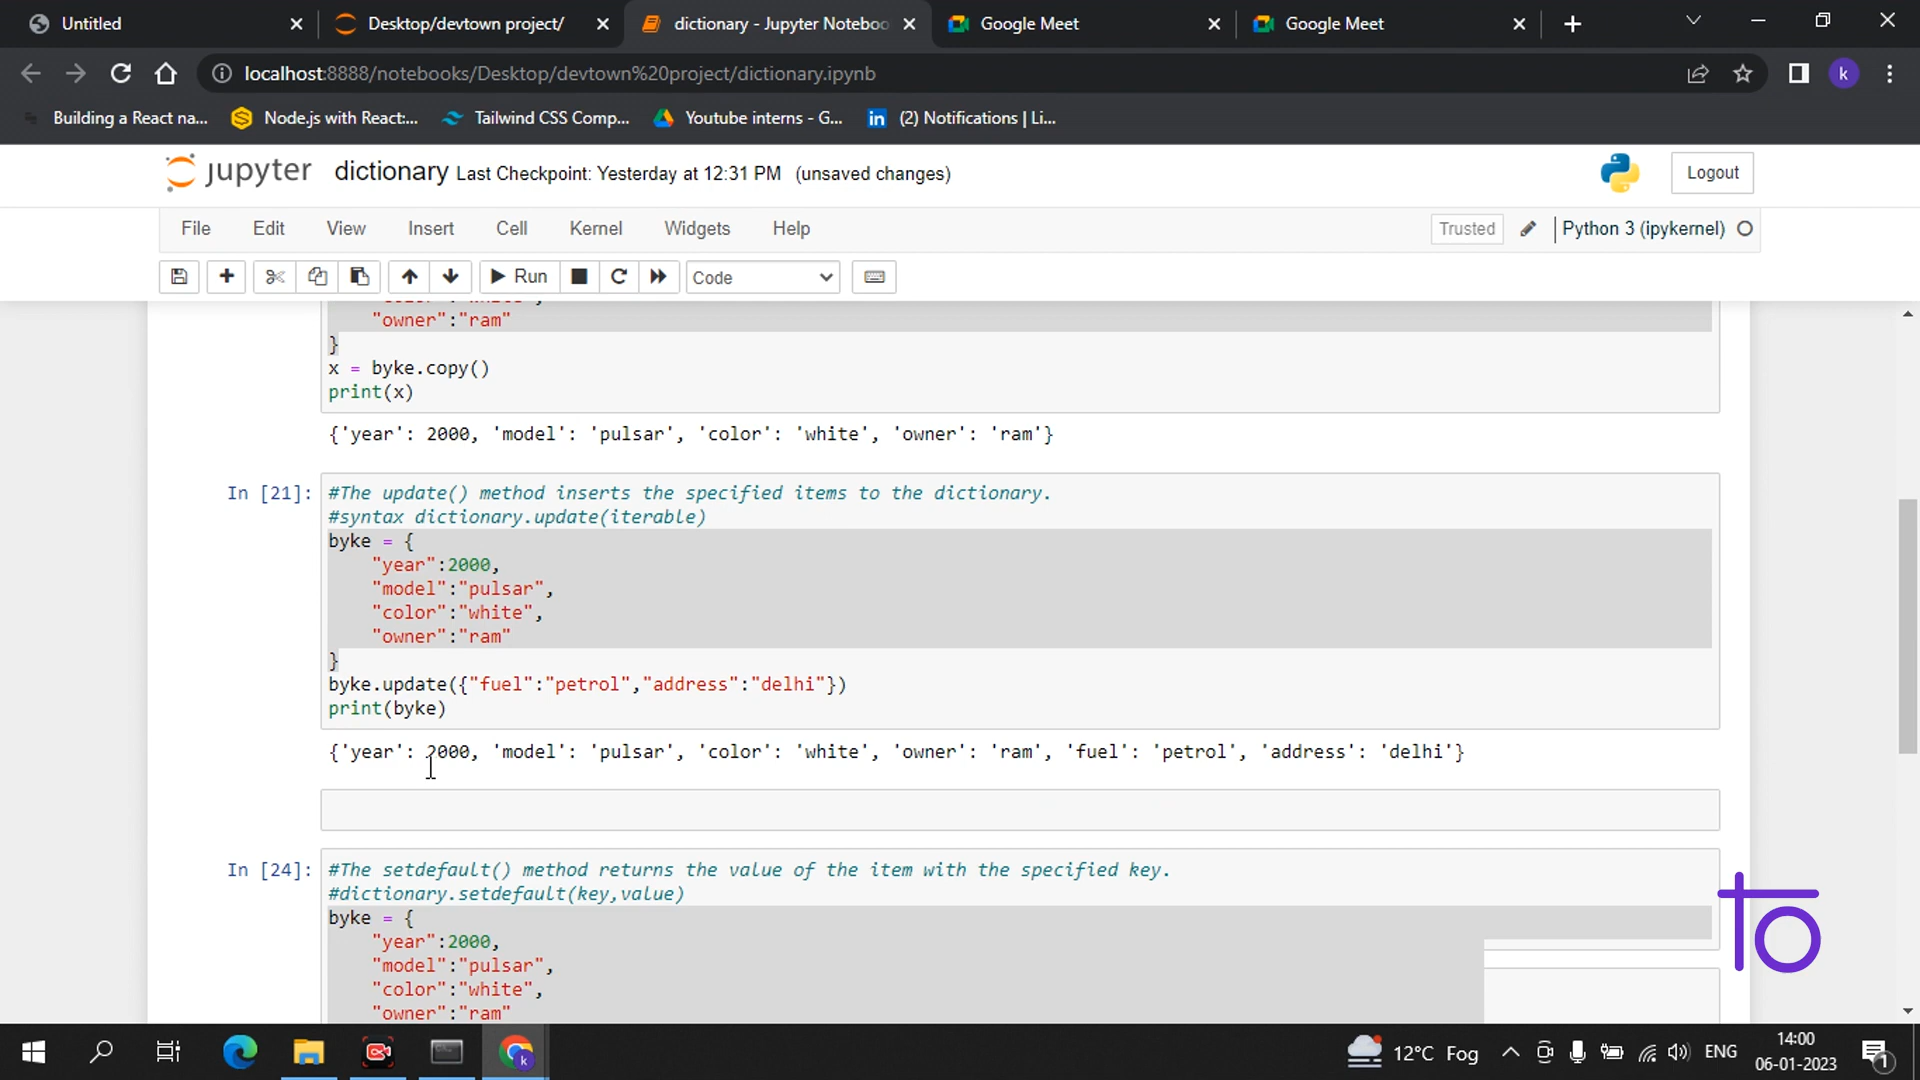 Untitled
Desktop/devtown project/
dictionary - Jupyter Noteboo
Google Meet
Google Meet
localhost:8888/notebooks/Desktop/devtown%20project/dictionary.ipynb
k
Building a React na...
Node.js with React:...
Tailwind CSS Comp...
Youtube interns - G...
in (2) Notifications | Li...
jupyter dictionary Last Checkpoint: Yesterday at 12:31 PM (unsaved changes)
Logout
File Edit View Insert Cell Kernel Widgets Help
Trusted
Python 3 (ipykernel)
Run
Code
"owner":"ram"
}
x = byke.copy()
print(x)
{'year': 2000, 'model': 'pulsar', 'color': 'white', 'owner': 'ram'}
In [21]:
#The update() method inserts the specified items to the dictionary.
#syntax dictionary.update(iterable)
byke = {
"year":2000,
"model":"pulsar",
"color":"white",
"owner":"ram"
}
byke.update({"fuel":"petrol","address":"delhi"})
print(byke)
{'year': 2000, 'model': 'pulsar', 'color': 'white', 'owner': 'ram', 'fuel': 'petrol', 'address': 'delhi'}
In [24]:
#The setdefault() method returns the value of the item with the specified key.
#dictionary.setdefault(key,value)
byke = {
"year":2000,
"model":"pulsar",
"color":"white",
"owner":"ram"
12°C Fog
ENG
14:00
06-01-2023
1